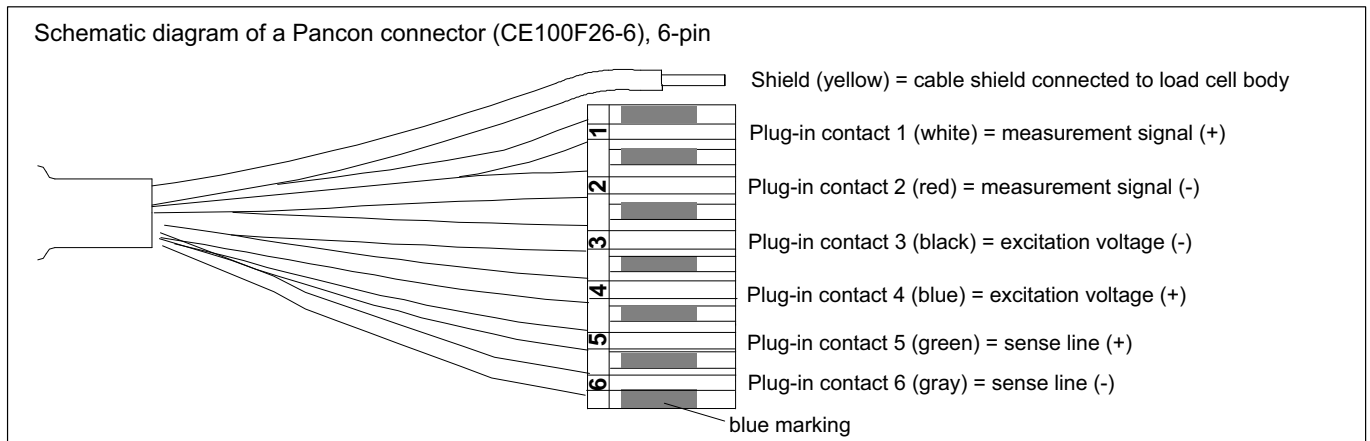 Schematic diagram of a Pancon connector (CE100F26-6), 6-pin
Shield (yellow) = cable shield connected to load cell body
1
Plug-in contact 1 (white) = measurement signal (+)
2
Plug-in contact 2 (red) = measurement signal (-)
3
Plug-in contact 3 (black) = excitation voltage (-)
4
Plug-in contact 4 (blue) = excitation voltage (+)
5
Plug-in contact 5 (green) = sense line (+)
6
Plug-in contact 6 (gray) = sense line (-)
blue marking